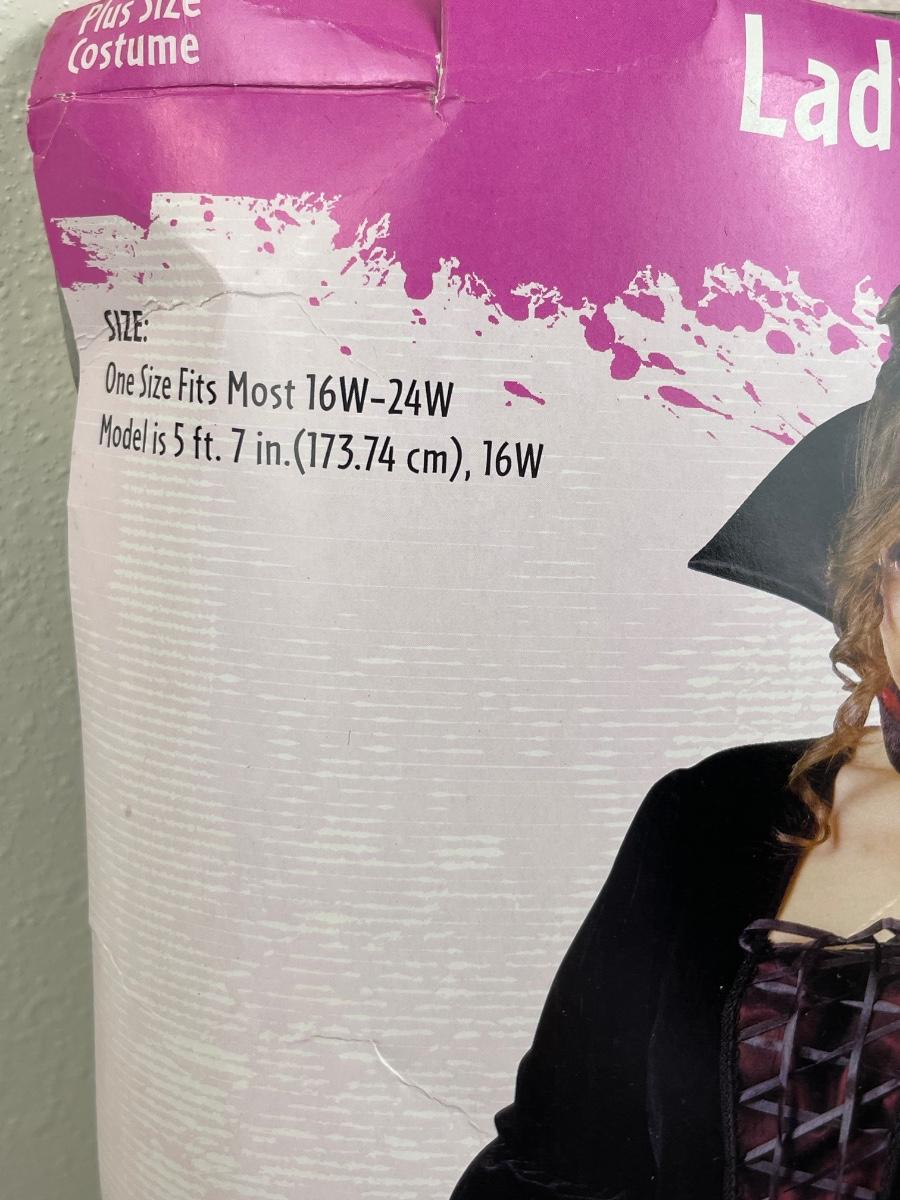 Plus Size
Costume
Lady
SIZE:
One Size Fits Most 16W-24W
Model is 5 ft. 7 in.(173.74 cm), 16W